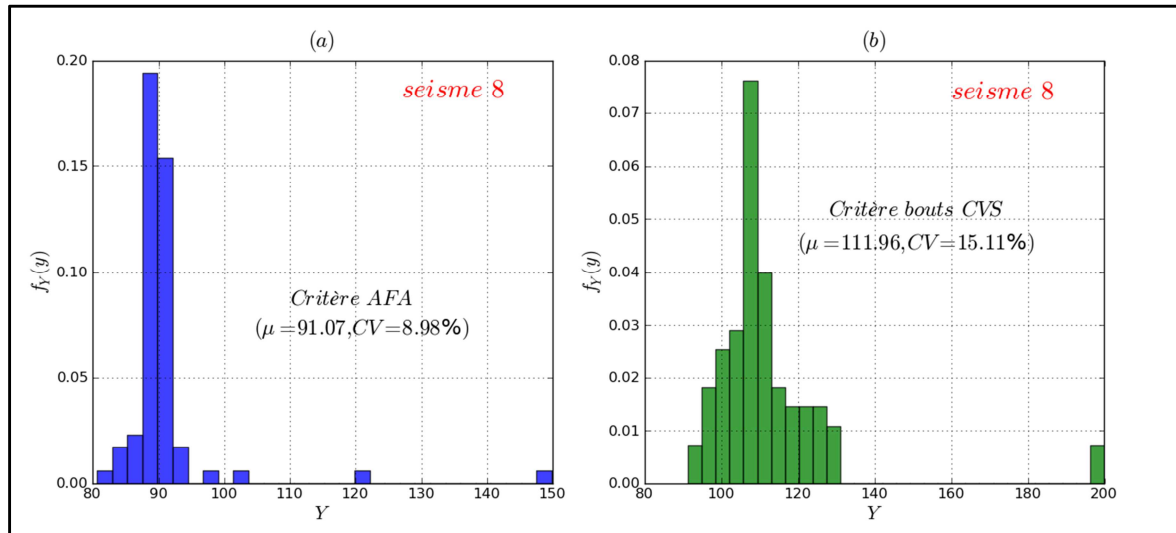 (a)
seisme 8
Critère AFA
(μ=91.07,CV=8.98%)
f_Y(y)
0.20
0.15
0.10
0.05
0.00
80 90 100 110 120 130 140 150
Y
(b)
seisme 8
Critère bouts CVS
(μ=111.96,CV=15.11%)
f_Y(y)
0.08
0.07
0.06
0.05
0.04
0.03
0.02
0.01
0.00
80 100 120 140 160 180 200
Y